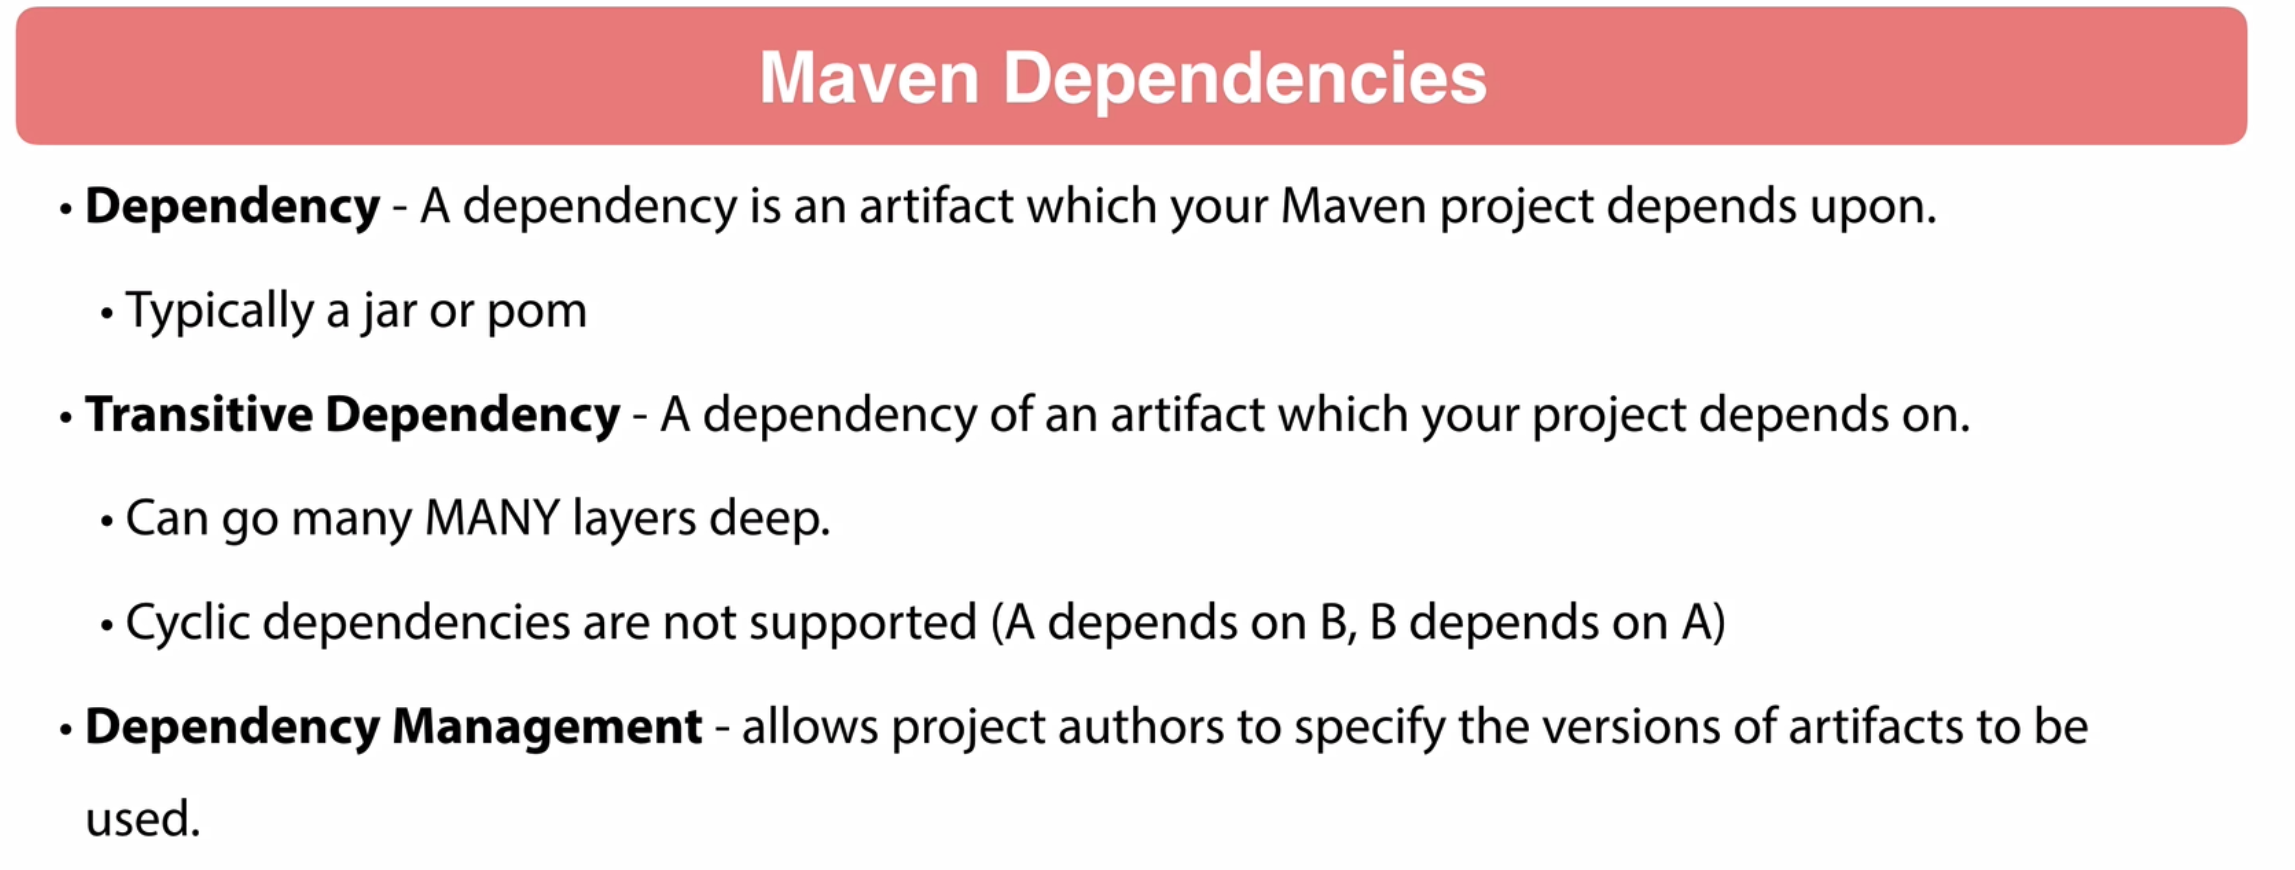 Maven Dependencies
• Dependency - A dependency is an artifact which your Maven project depends upon.
• Typically a jar or pom
• Transitive Dependency - A dependency of an artifact which your project depends on.
• Can go many MANY layers deep.
• Cyclic dependencies are not supported (A depends on B, B depends on A)
• Dependency Management - allows project authors to specify the versions of artifacts to be
used.